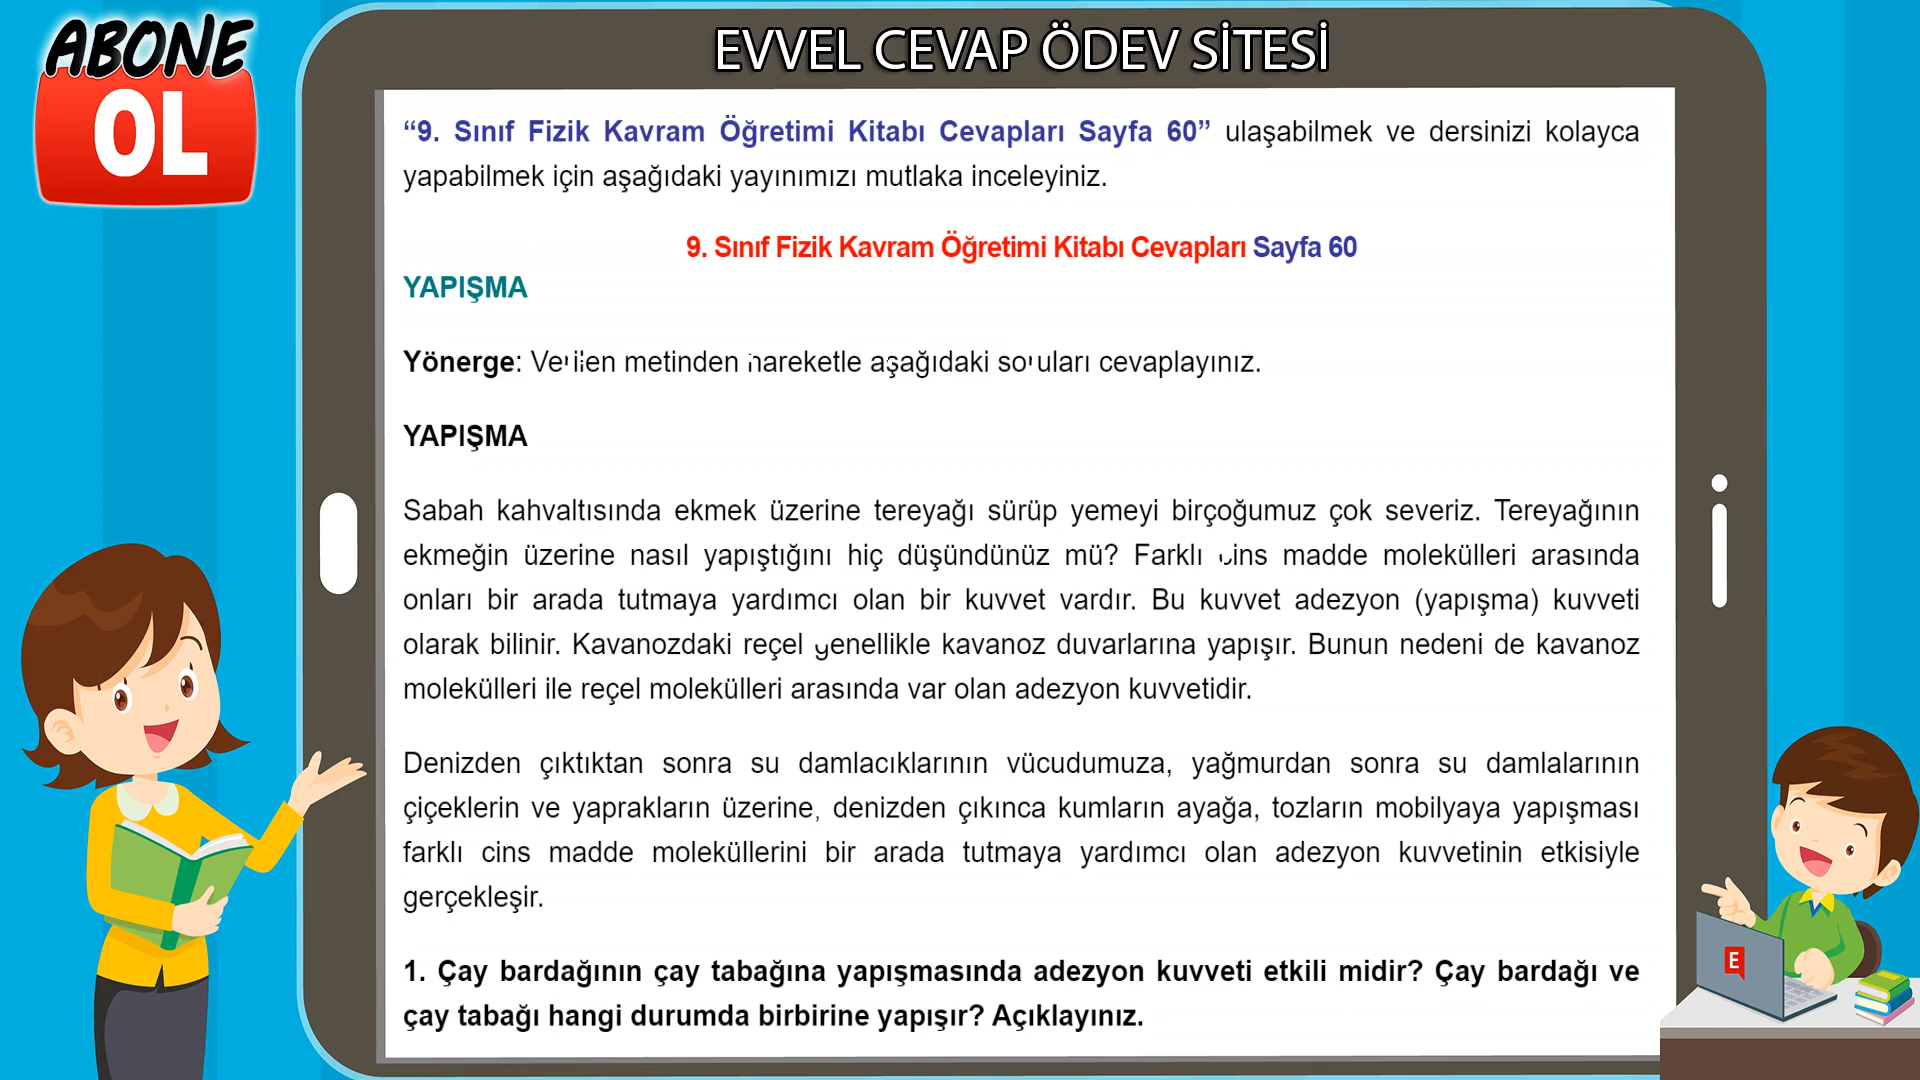 ABONE
OL
EVVEL CEVAP ÖDEV SİTESİ
“9. Sınıf Fizik Kavram Öğretimi Kitabı Cevapları Sayfa 60” ulaşabilmek ve dersinizi kolayca
yapabilmek için aşağıdaki yayınımızı mutlaka inceleyiniz.
9. Sınıf Fizik Kavram Öğretimi Kitabı Cevapları Sayfa 60
YAPIŞMA
Yönerge: Verilen metinden hareketle aşağıdaki soruları cevaplayınız.
YAPIŞMA
Sabah kahvaltısında ekmek üzerine tereyağı sürüp yemeyi birçoğumuz çok severiz. Tereyağının
ekmeğin üzerine nasıl yapıştığını hiç düşündünüz mü? Farklı cins madde molekülleri arasında
onları bir arada tutmaya yardımcı olan bir kuvvet vardır. Bu kuvvet adezyon (yapışma) kuvveti
olarak bilinir. Kavanozdaki reçel genellikle kavanoz duvarlarına yapışır. Bunun nedeni de kavanoz
molekülleri ile reçel molekülleri arasında var olan adezyon kuvvetidir.
Denizden çıktıktan sonra su damlacıklarının vücudumuza, yağmurdan sonra su damlalarının
çiçeklerin ve yaprakların üzerine, denizden çıkınca kumların ayağa, tozların mobilyaya yapışması
farklı cins madde moleküllerini bir arada tutmaya yardımcı olan adezyon kuvvetinin etkisiyle
gerçekleşir.
1. Çay bardağının çay tabağına yapışmasında adezyon kuvveti etkili midir? Çay bardağı ve
çay tabağı hangi durumda birbirine yapışır? Açıklayınız.
E